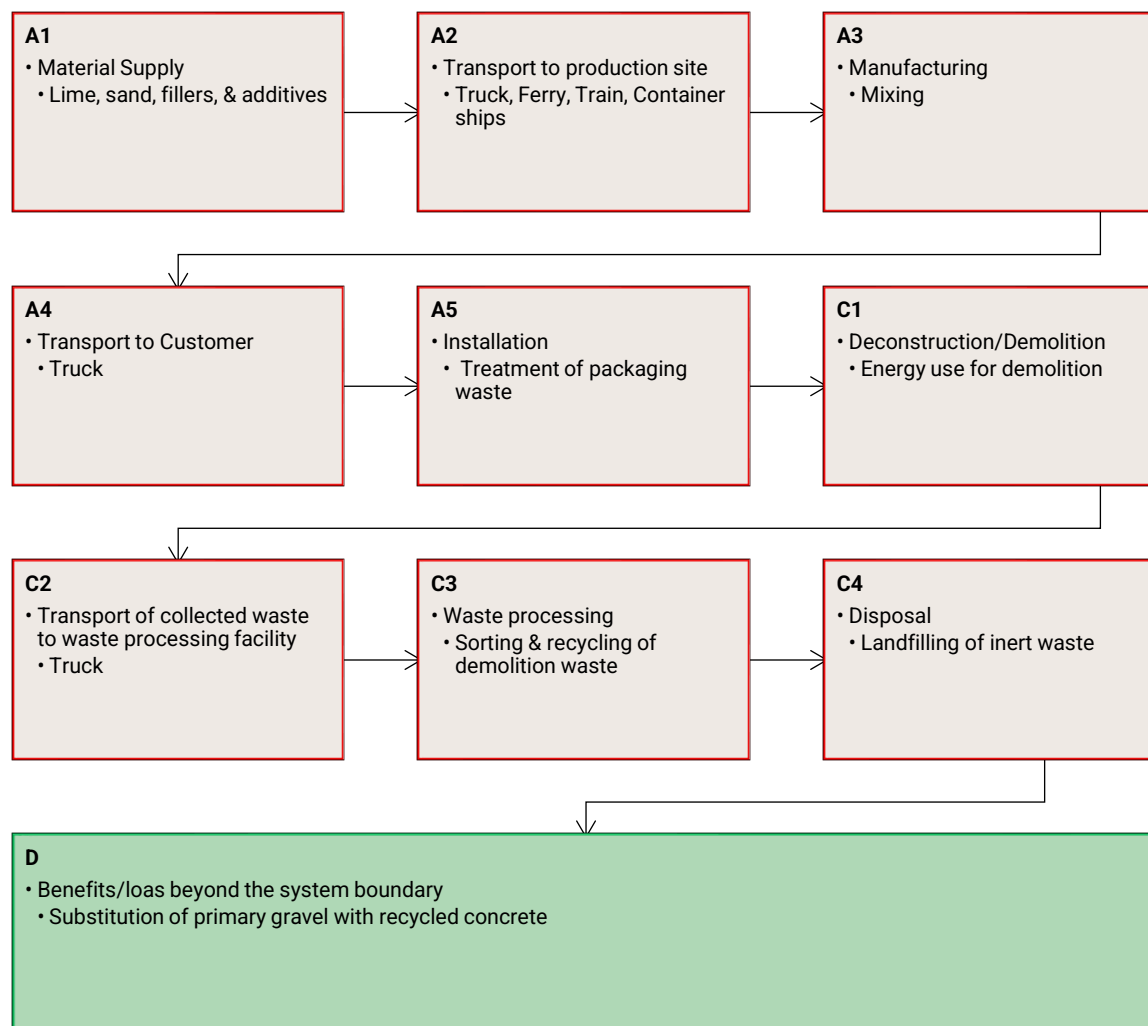 A1
• Material Supply
• Lime, sand, fillers, & additives
A2
• Transport to production site
• Truck, Ferry, Train, Container
ships
A3
• Manufacturing
• Mixing
A4
• Transport to Customer
• Truck
A5
• Installation
• Treatment of packaging
waste
C1
• Deconstruction/Demolition
• Energy use for demolition
C2
• Transport of collected waste
to waste processing facility
• Truck
C3
• Waste processing
• Sorting & recycling of
demolition waste
C4
• Disposal
• Landfilling of inert waste
D
• Benefits/loas beyond the system boundary
• Substitution of primary gravel with recycled concrete